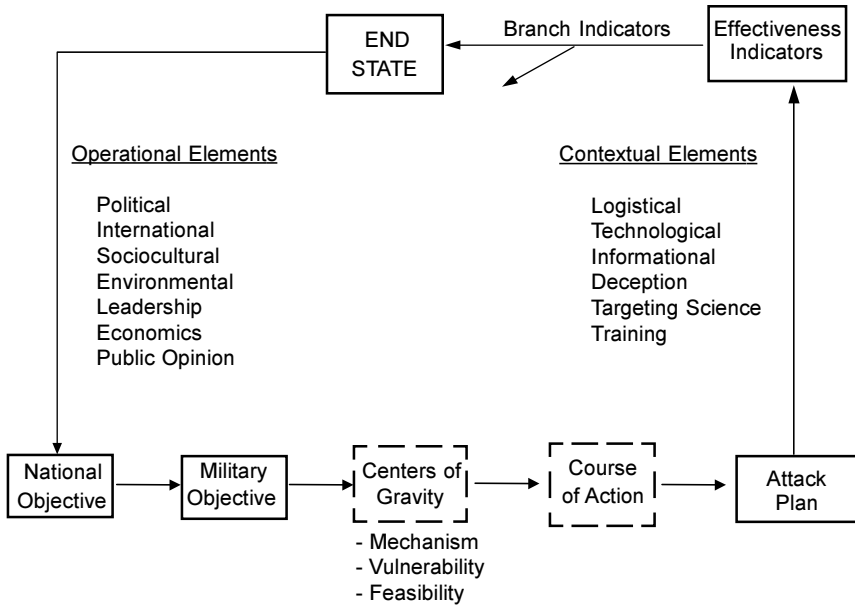 END
STATE
Branch Indicators
Effectiveness
Indicators
Operational Elements
Political
International
Sociocultural
Environmental
Leadership
Economics
Public Opinion
Contextual Elements
Logistical
Technological
Informational
Deception
Targeting Science
Training
National
Objective
Military
Objective
Centers of
Gravity
- Mechanism
- Vulnerability
- Feasibility
Course
of Action
Attack
Plan